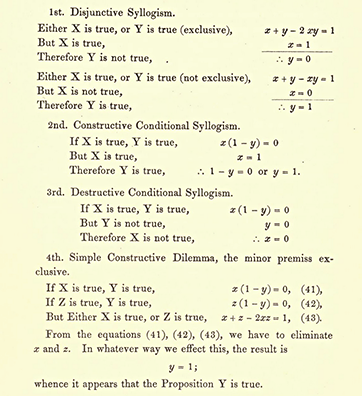 1st. Disjunctive Syllogism.
Either X is true, or Y is true (exclusive), x + y – 2 xy = 1
But X is true, x = 1
Therefore Y is not true, . ∴ y = 0
Either X is true, or Y is true (not exclusive), x + y – xy = 1
But X is not true, x = 0
Therefore Y is true, ∴ y = 1
2nd. Constructive Conditional Syllogism.
If X is true, Y is true, x (1 – y) = 0
But X is true, x = 1
Therefore Y is true, ∴ 1 – y = 0 or y = 1.
3rd. Destructive Conditional Syllogism.
If X is true, Y is true, x (1 – y) = 0
But Y is not true, y = 0
Therefore X is not true, ∴ x = 0
4th. Simple Constructive Dilemma, the minor premiss ex-
clusive.
If X is true, Y is true, x (1 – y) = 0, (41),
If Z is true, Y is true, z (1 – y) = 0, (42),
But Either X is true, or Z is true, x + z – 2xz = 1, (43).
From the equations (41), (42), (43), we have to eliminate
x and z. In whatever way we effect this, the result is
y = 1;
whence it appears that the Proposition Y is true.